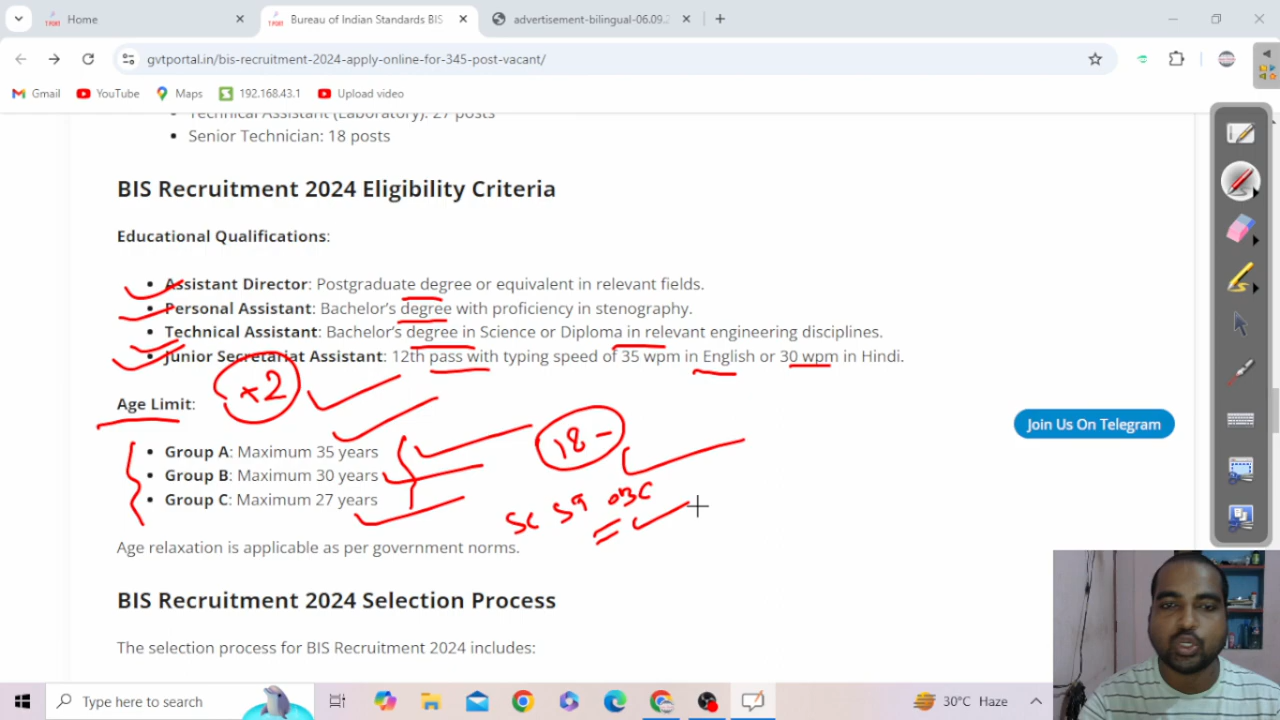 Home
Bureau of Indian Standards BIS
advertisement-bilingual-06.09.
gvtportal.in/bis-recruitment-2024-apply-online-for-345-post-vacant/
Gmail YouTube Maps 192.168.43.1 Upload video
Technical Assistant (Laboratory): 27 posts
Senior Technician: 18 posts
BIS Recruitment 2024 Eligibility Criteria
Educational Qualifications:
Assistant Director: Postgraduate degree or equivalent in relevant fields.
Personal Assistant: Bachelor's degree with proficiency in stenography.
Technical Assistant: Bachelor's degree in Science or Diploma in relevant engineering disciplines.
Junior Secretariat Assistant: 12th pass with typing speed of 35 wpm in English or 30 wpm in Hindi.
+2
Age Limit:
Join Us On Telegram
Group A: Maximum 35 years
18 -
Group B: Maximum 30 years
Group C: Maximum 27 years
SC ST OBC
Age relaxation is applicable as per government norms.
BIS Recruitment 2024 Selection Process
The selection process for BIS Recruitment 2024 includes:
Type here to search
30°C Haze